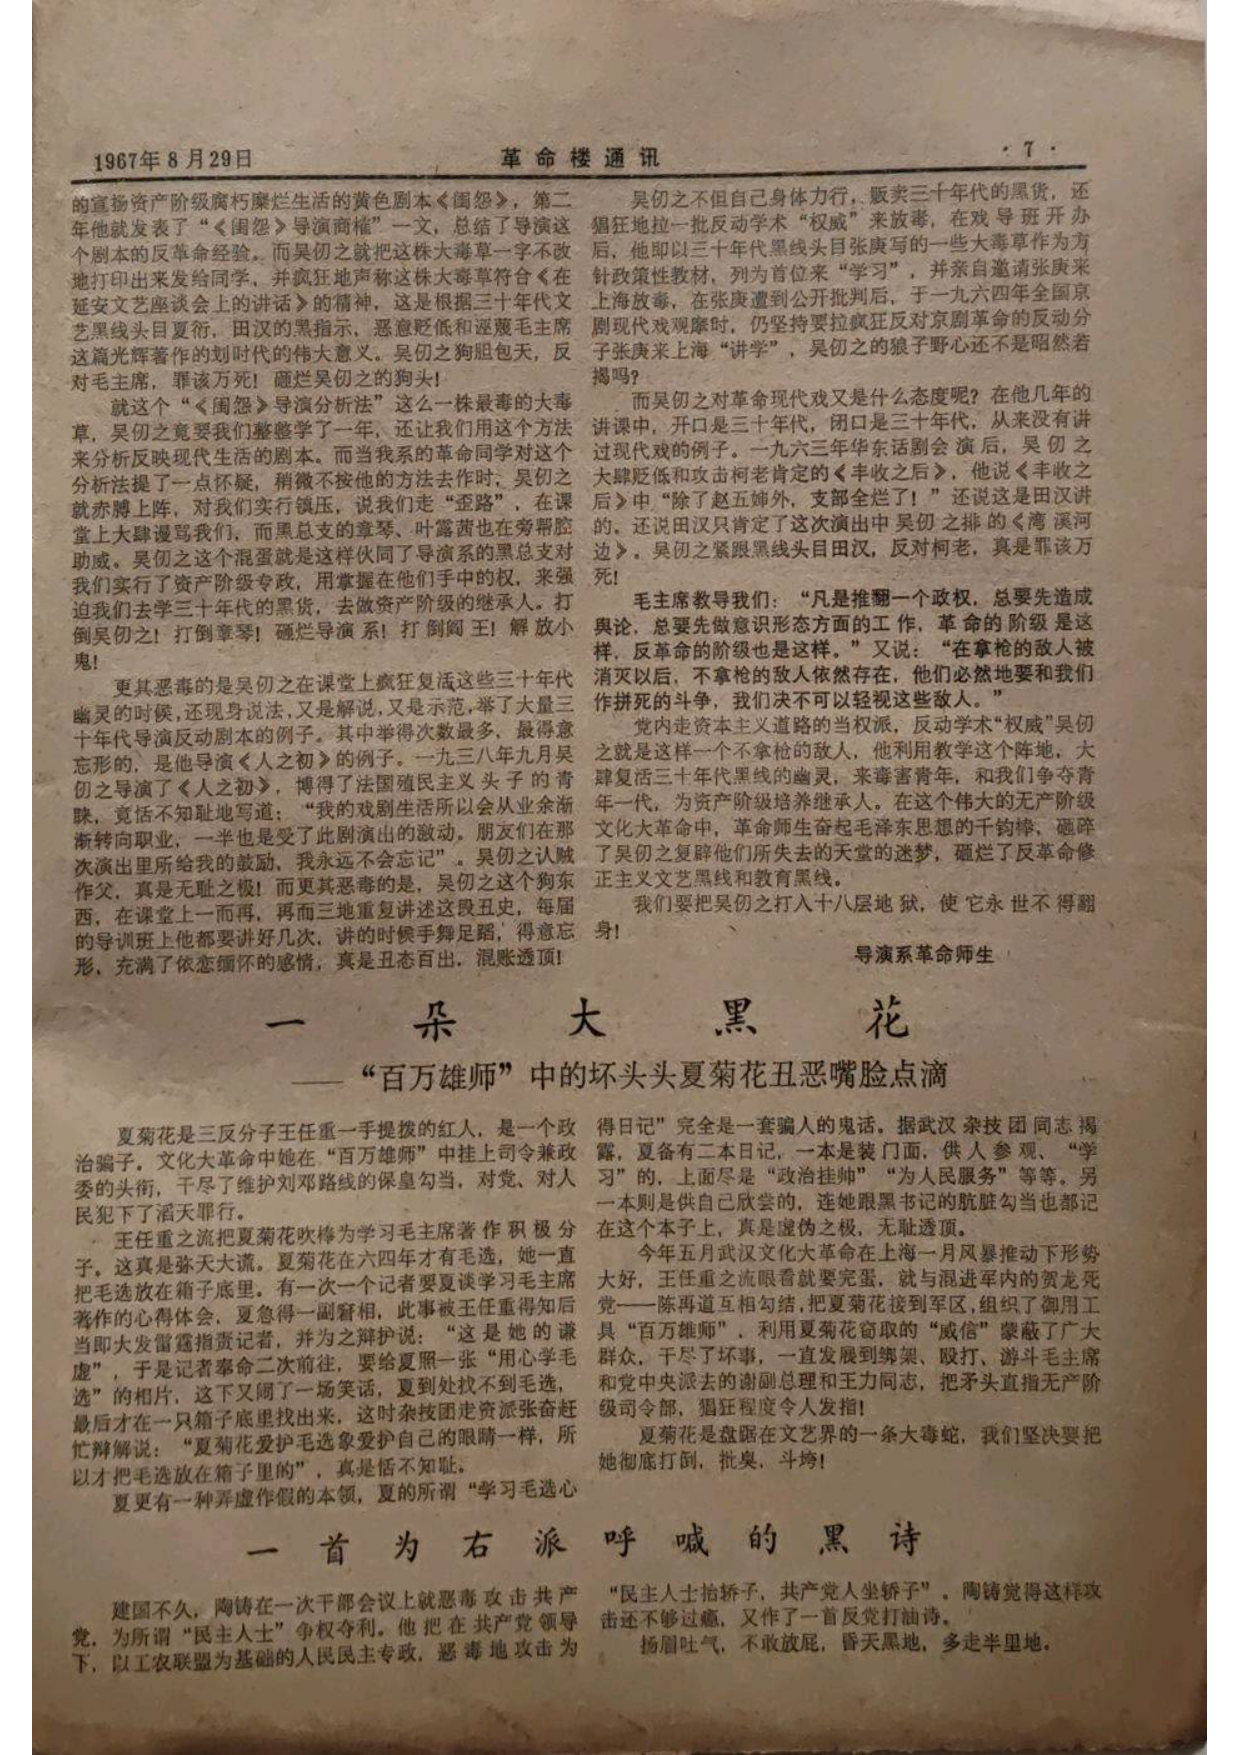 1967年8月29日
革命楼通讯
·7·
的宣扬资产阶级腐朽糜烂生活的黄色剧本《闺怨》，第二
年他就发表了“《闺怨》导演商榷”一文，总结了导演这
个剧本的反革命经验。而吴仞之就把这株大毒草一字不改
地打印出来发给同学，并疯狂地声称这株大毒草符合《在
延安文艺座谈会上的讲话》的精神，这是根据三十年代文
艺黑线头目夏衍，田汉的黑指示，恶意贬低和诬蔑毛主席
这篇光辉著作的划时代的伟大意义。吴仞之狗胆包天，反
对毛主席，罪该万死！砸烂吴仞之的狗头！
就这个“《闺怨》导演分析法”这么一株最毒的大毒
草，吴仞之竟要我们整整学了一年，还让我们用这个方法
来分析反映现代生活的剧本。而当我系的革命同学对这个
分析法提了一点怀疑，稍微不按他的方法去作时，吴仞之
就赤膊上阵，对我们实行镇压，说我们走“歪路”，在课
堂上大肆谩骂我们，而黑总支的章琴、叶露茜也在旁帮腔
助威。吴仞之这个混蛋就是这样伙同了导演系的黑总支对
我们实行了资产阶级专政，用掌握在他们手中的权，来强
迫我们去学三十年代的黑货，去做资产阶级的继承人。打
倒吴仞之！打倒章琴！砸烂导演系！打倒阎王！解放小
鬼！
更其恶毒的是吴仞之在课堂上疯狂复活这些三十年代
幽灵的时候，还现身说法，又是解说，又是示范，举了大量三
十年代导演反动剧本的例子。其中举得次数最多，最得意
忘形的，是他导演《人之初》的例子。一九三八年九月吴
仞之导演了《人之初》，博得了法国殖民主义头子的青
睐，竟恬不知耻地写道：“我的戏剧生活所以会从业余渐
渐转向职业，一半也是受了此剧演出的激动。朋友们在那
次演出里所给我的鼓励，我永远不会忘记”。吴仞之认贼
作父，真是无耻之极！而更其恶毒的是，吴仞之这个狗东
西，在课堂上一而再，再而三地重复讲述这段丑史，每届
的导训班上他都要讲好几次，讲的时候手舞足蹈，得意忘
形，充满了依恋缅怀的感情，真是丑态百出，混账透顶！
吴仞之不但自己身体力行，贩卖三十年代的黑货，还
猖狂地拉一批反动学术“权威”来放毒，在戏导班开办
后，他即以三十年代黑线头目张庚写的一些大毒草作为方
针政策性教材，列为首位来“学习”，并亲自邀请张庚来
上海放毒，在张庚遭到公开批判后，于一九六四年全国京
剧现代戏观摩时，仍坚持要拉疯狂反对京剧革命的反动分
子张庚来上海“讲学”，吴仞之的狼子野心还不是昭然若
揭吗？
而吴仞之对革命现代戏又是什么态度呢？在他几年的
讲课中，开口是三十年代，闭口是三十年代，从来没有讲
过现代戏的例子。一九六三年华东话剧会演后，吴仞之
大肆贬低和攻击柯老肯定的《丰收之后》，他说《丰收之
后》中“除了赵五婶外，支部全烂了！”还说这是田汉讲
的。还说田汉只肯定了这次演出中吴仞之排的《湾溪河
边》。吴仞之紧跟黑线头目田汉，反对柯老，真是罪该万
死！
毛主席教导我们：“凡是推翻一个政权，总要先造成
舆论，总要先做意识形态方面的工作，革命的阶级是这
样，反革命的阶级也是这样。”又说：“在拿枪的敌人被
消灭以后，不拿枪的敌人依然存在，他们必然地要和我们
作拼死的斗争，我们决不可以轻视这些敌人。”
党内走资本主义道路的当权派，反动学术“权威”吴仞
之就是这样一个不拿枪的敌人，他利用教学这个阵地，大
肆复活三十年代黑线的幽灵，来毒害青年，和我们争夺青
年一代，为资产阶级培养继承人。在这个伟大的无产阶级
文化大革命中，革命师生奋起毛泽东思想的千钧棒，砸碎
了吴仞之复辟他们所失去的天堂的迷梦，砸烂了反革命修
正主义文艺黑线和教育黑线。
我们要把吴仞之打入十八层地狱，使它永世不得翻
身！
导演系革命师生
一朵大黑花
——“百万雄师”中的坏头头夏菊花丑恶嘴脸点滴
夏菊花是三反分子王任重一手提拨的红人，是一个政
治骗子。文化大革命中她在“百万雄师”中挂上司令兼政
委的头衔，干尽了维护刘邓路线的保皇勾当，对党、对人
民犯下了滔天罪行。
王任重之流把夏菊花吹棒为学习毛主席著作积极分
子。这真是弥天大谎。夏菊花在六四年才有毛选，她一直
把毛选放在箱子底里。有一次一个记者要夏谈学习毛主席
著作的心得体会，夏急得一副窘相，此事被王任重得知后
当即大发雷霆指责记者，并为之辩护说：“这是她的谦
虚”，于是记者奉命二次前往，要给夏照一张“用心学毛
选”的相片，这下又闹了一场笑话，夏到处找不到毛选，
最后才在一只箱子底里找出来，这时杂技团走资派张奋赶
忙辩解说：“夏菊花爱护毛选象爱护自己的眼睛一样，所
以才把毛选放在箱子里的”，真是恬不知耻。
夏更有一种弄虚作假的本领，夏的所谓“学习毛选心
得日记”完全是一套骗人的鬼话。据武汉杂技团同志揭
露，夏备有二本日记，一本是装门面，供人参观、“学
习”的，上面尽是“政治挂帅”“为人民服务”等等。另
一本则是供自己欣尝的，连她跟黑书记的肮脏勾当也都记
在这个本子上，真是虚伪之极，无耻透顶。
今年五月武汉文化大革命在上海一月风暴推动下形势
大好，王任重之流眼看就要完蛋，就与混进军内的贺龙死
党——陈再道互相勾结，把夏菊花接到军区，组织了御用工
具“百万雄师”，利用夏菊花窃取的“威信”蒙蔽了广大
群众，干尽了坏事，一直发展到绑架、殴打、游斗毛主席
和党中央派去的谢副总理和王力同志，把矛头直指无产阶
级司令部，猖狂程度令人发指！
夏菊花是盘踞在文艺界的一条大毒蛇，我们坚决要把
她彻底打倒，批臭，斗垮！
一首为右派呼喊的黑诗
建国不久，陶铸在一次干部会议上就恶毒攻击共产
党，为所谓“民主人士”争权夺利。他把在共产党领导
下，以工农联盟为基础的人民民主专政，恶毒地攻击为
“民主人士抬轿子，共产党人坐轿子”。陶铸觉得这样攻
击还不够过瘾，又作了一首反党打油诗。
扬眉吐气，不敢放屁，昏天黑地，多走半里地。